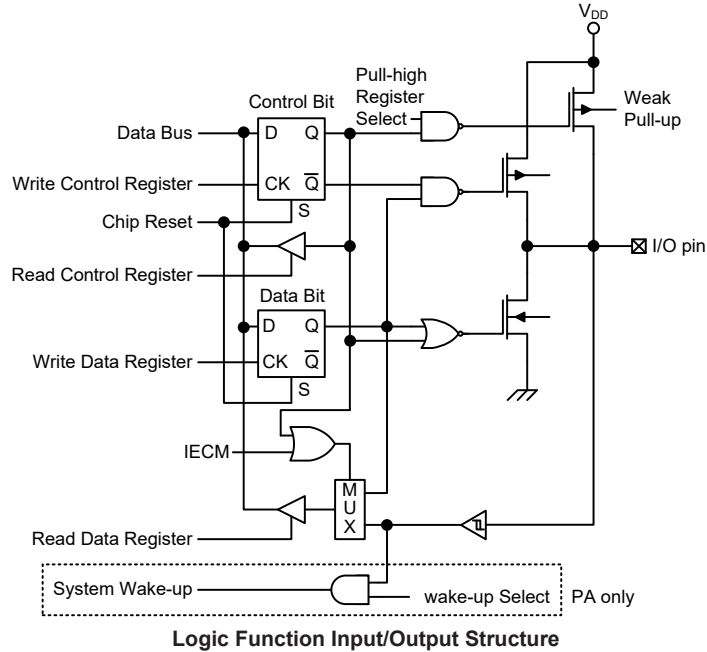 VDD
Pull-high
Register
Select
Control Bit
Weak
Pull-up
Data Bus
D
Q
Write Control Register
CK
Q
Chip Reset
S
I/O pin
Read Control Register
Data Bit
D
Q
Write Data Register
CK
Q
S
IECM
M
U
X
Read Data Register
System Wake-up
wake-up Select
PA only
Logic Function Input/Output Structure